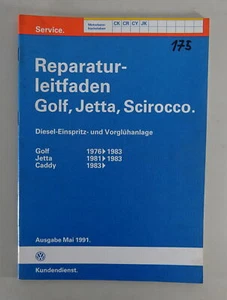 Service.
Motorkennbuchstaben CK CR CY JK
175
Reparatur-
leitfaden
Golf, Jetta, Scirocco.
Diesel-Einspritz- und Vorglühanlage
Golf 1976▶ 1983
Jetta 1981▶ 1983
Caddy 1983▶
Ausgabe Mai 1991.
Kundendienst.